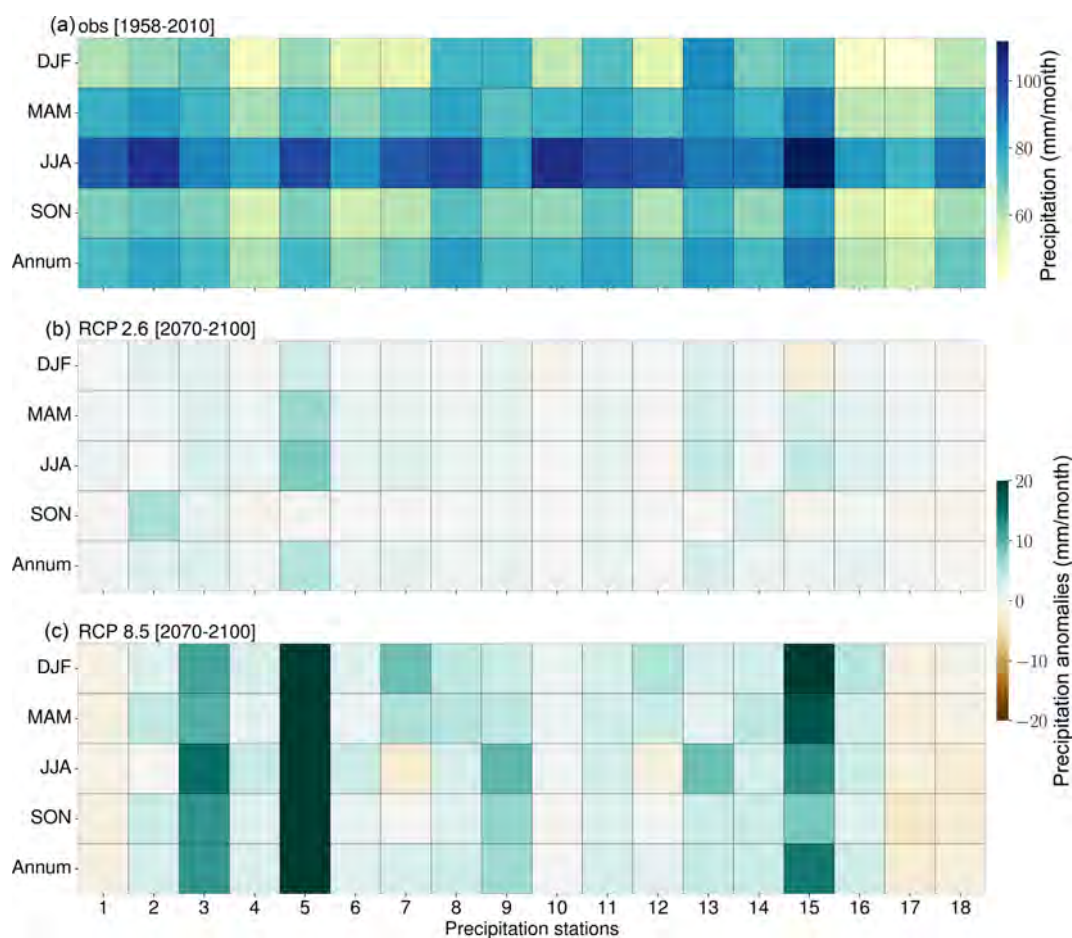 (a) obs [1958-2010]
DJF
MAM
JJA
SON
Annum
100
80
60
Precipitation (mm/month)
(b) RCP 2.6 [2070-2100]
DJF
MAM
JJA
SON
Annum
(c) RCP 8.5 [2070-2100]
DJF
MAM
JJA
SON
Annum
20
10
0
−10
−20
Precipitation anomalies (mm/month)
1 2 3 4 5 6 7 8 9 10 11 12 13 14 15 16 17 18
Precipitation stations